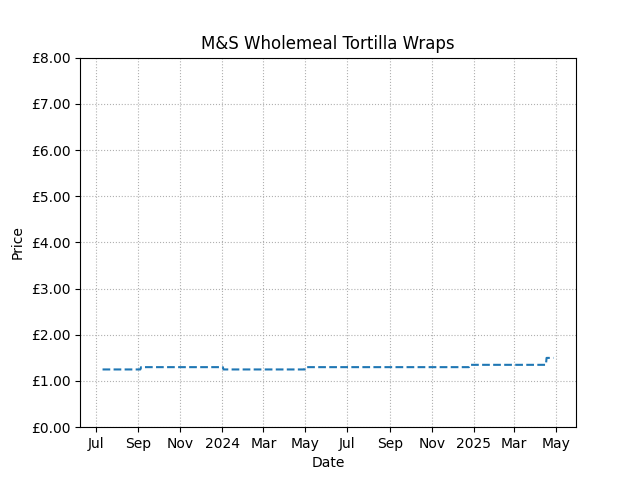 M&S Wholemeal Tortilla Wraps
£8.00
£7.00
£6.00
£5.00
£4.00
£3.00
£2.00
£1.00
£0.00
Price
Jul Sep Nov 2024 Mar May Jul Sep Nov 2025 Mar May
Date